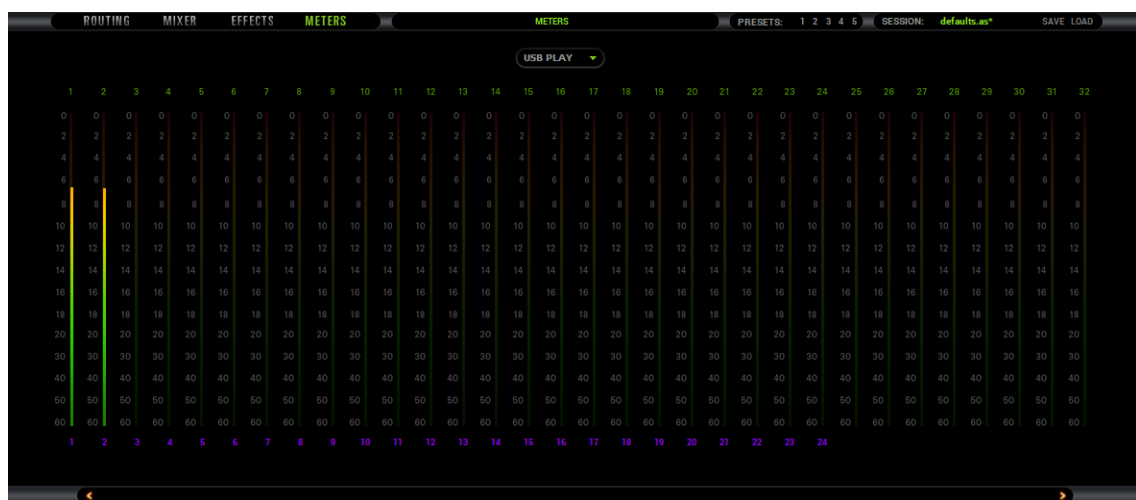 ROUTING MIXER EFFECTS METERS METERS PRESETS: 1 2 3 4 5 SESSION: defaults.as* SAVE LOAD
USB PLAY
1 2 3 4 5 6 7 8 9 10 11 12 13 14 15 16 17 18 19 20 21 22 23 24 25 26 27 28 29 30 31 32
0 0 0 0 0 0 0 0 0 0 0 0 0 0 0 0 0 0 0 0 0 0 0 0 0 0 0 0 0 0 0 0
2 2 2 2 2 2 2 2 2 2 2 2 2 2 2 2 2 2 2 2 2 2 2 2 2 2 2 2 2 2 2 2
4 4 4 4 4 4 4 4 4 4 4 4 4 4 4 4 4 4 4 4 4 4 4 4 4 4 4 4 4 4 4 4
6 6 6 6 6 6 6 6 6 6 6 6 6 6 6 6 6 6 6 6 6 6 6 6 6 6 6 6 6 6 6 6
8 8 8 8 8 8 8 8 8 8 8 8 8 8 8 8 8 8 8 8 8 8 8 8 8 8 8 8 8 8 8 8
10 10 10 10 10 10 10 10 10 10 10 10 10 10 10 10 10 10 10 10 10 10 10 10 10 10 10 10 10 10 10 10
12 12 12 12 12 12 12 12 12 12 12 12 12 12 12 12 12 12 12 12 12 12 12 12 12 12 12 12 12 12 12 12
14 14 14 14 14 14 14 14 14 14 14 14 14 14 14 14 14 14 14 14 14 14 14 14 14 14 14 14 14 14 14 14
16 16 16 16 16 16 16 16 16 16 16 16 16 16 16 16 16 16 16 16 16 16 16 16 16 16 16 16 16 16 16 16
18 18 18 18 18 18 18 18 18 18 18 18 18 18 18 18 18 18 18 18 18 18 18 18 18 18 18 18 18 18 18 18
20 20 20 20 20 20 20 20 20 20 20 20 20 20 20 20 20 20 20 20 20 20 20 20 20 20 20 20 20 20 20 20
30 30 30 30 30 30 30 30 30 30 30 30 30 30 30 30 30 30 30 30 30 30 30 30 30 30 30 30 30 30 30 30
40 40 40 40 40 40 40 40 40 40 40 40 40 40 40 40 40 40 40 40 40 40 40 40 40 40 40 40 40 40 40 40
50 50 50 50 50 50 50 50 50 50 50 50 50 50 50 50 50 50 50 50 50 50 50 50 50 50 50 50 50 50 50 50
60 60 60 60 60 60 60 60 60 60 60 60 60 60 60 60 60 60 60 60 60 60 60 60 60 60 60 60 60 60 60 60
1 2 3 4 5 6 7 8 9 10 11 12 13 14 15 16 17 18 19 20 21 22 23 24